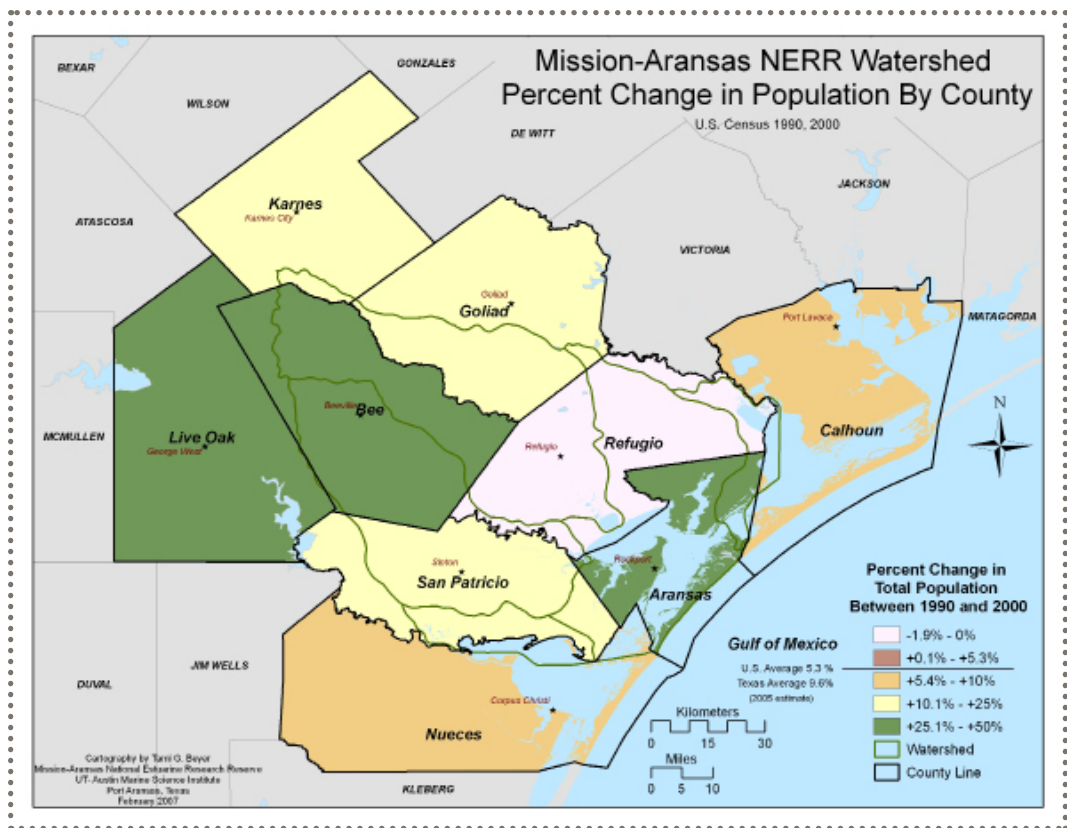 Mission-Aransas NERR Watershed
Percent Change in Population By County
U.S. Census 1990, 2000
BEXAR
GONZALES
WILSON
DE WITT
JACKSON
Karnes
Karnes City
ATASCOSA
VICTORIA
Goliad
Goliad
MATAGORDA
Port Lavaca
N
Beeville
Bee
MCMULLEN
Live Oak
George West
Refugio
Refugio
Calhoun
Sinton
San Patricio
Rockport
Aransas
Percent Change in
Total Population
Between 1990 and 2000
-1.9% - 0%
+0.1% - +5.3%
+5.4% - +10%
+10.1% - +25%
+25.1% - +50%
Watershed
County Line
Gulf of Mexico
U.S. Average 5.3 %
Texas Average 9.6%
(2005 estimate)
JIM WELLS
DUVAL
Corpus Christi
Nueces
Kilometers
0 15 30
Miles
0 5 10
KLEBERG
Cartography by Tami G. Beyer
Mission-Aransas National Estuarine Research Reserve
UT- Austin Marine Science Institute
Port Aransas, Texas
February 2007